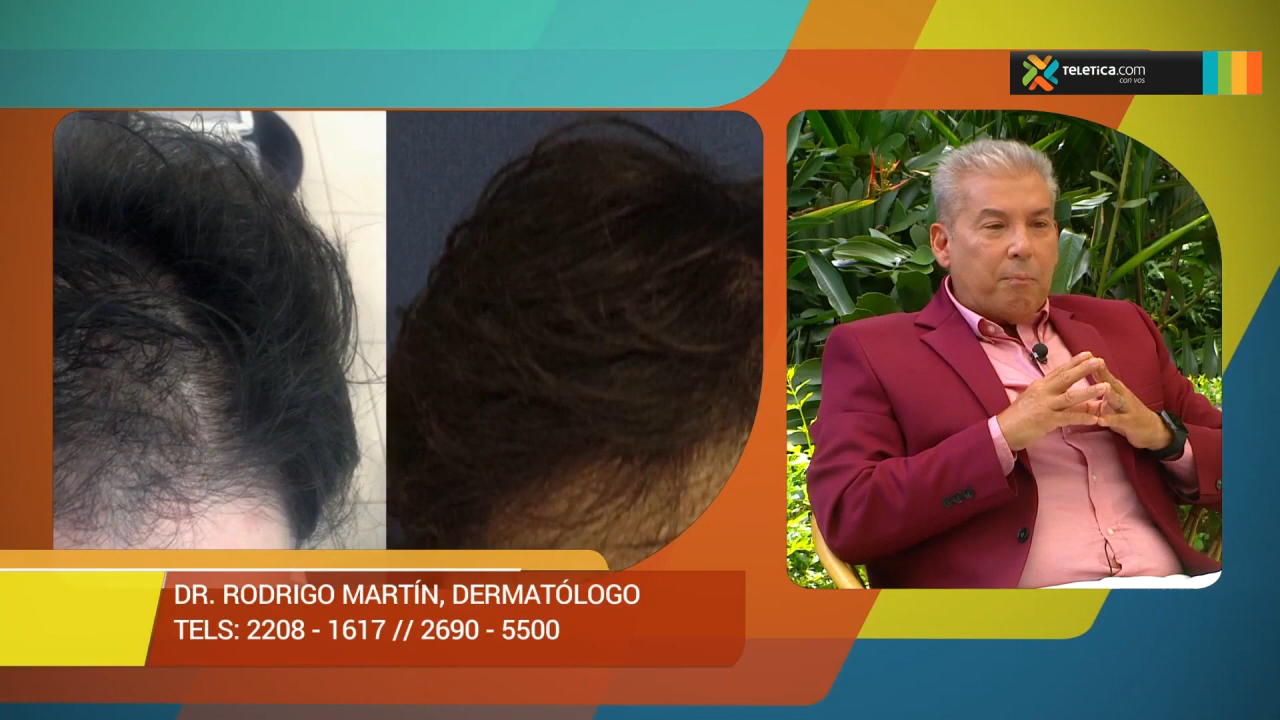 TELETICA.COM
con vos
DR. RODRIGO MARTÍN, DERMATÓLOGO
TELS: 2208 - 1617 // 2690 - 5500